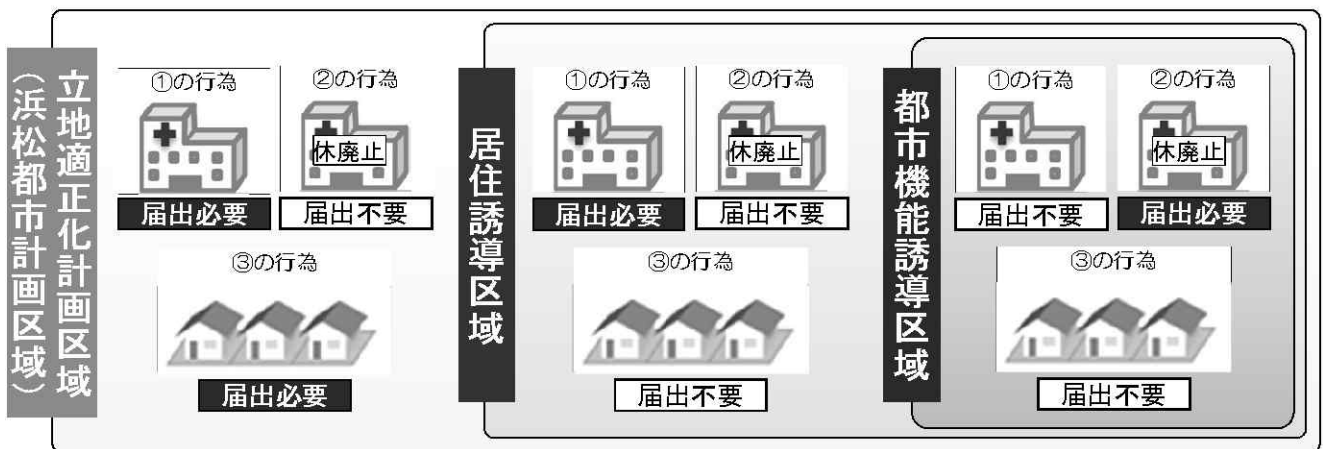 立地適正化計画区域
(浜松都市計画区域)
①の行為
②の行為
休廃止
届出必要
届出不要
③の行為
届出必要
居住誘導区域
①の行為
②の行為
休廃止
届出必要
届出不要
③の行為
届出不要
都市機能誘導区域
①の行為
②の行為
休廃止
届出不要
届出必要
③の行為
届出不要